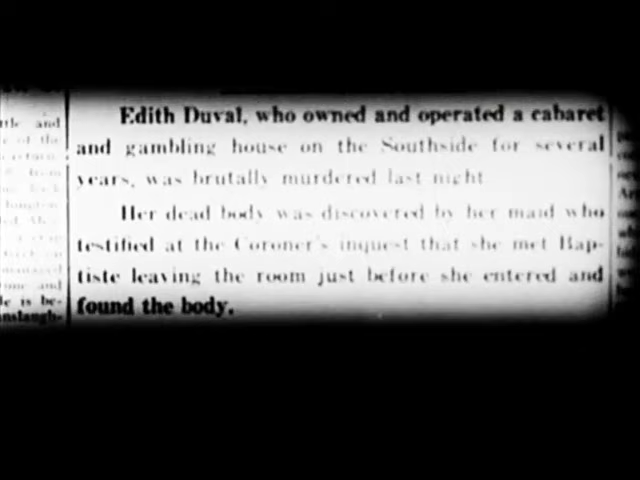 Edith Duval, who owned and operated a cabaret
and gambling house on the Southside for several
years, was brutally murdered last night
Her dead body was discovered by her maid who
testified at the Coroner's inquest that she met Bap-
tiste leaving the room just before she entered and
found the body.